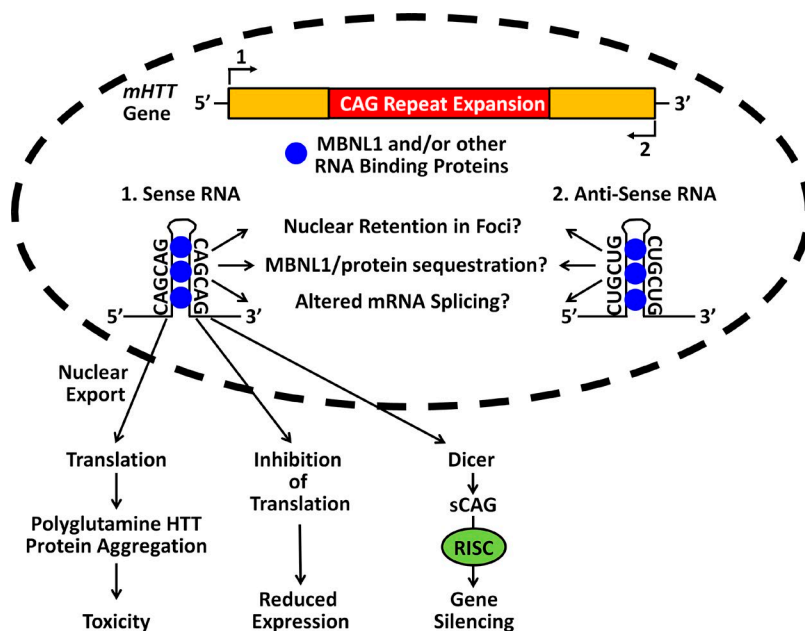 1
mHTT
Gene
5’
CAG Repeat Expansion
3’
2
MBNL1 and/or other
RNA Binding Proteins
1. Sense RNA
2. Anti-Sense RNA
CAGCAG
CAGCAG
Nuclear Retention in Foci?
MBNL1/protein sequestration?
Altered mRNA Splicing?
CUGCUG
CUGCUG
5’
3’
5’
3’
Nuclear
Export
Translation
Inhibition
of
Translation
Dicer
sCAG
Polyglutamine HTT
Protein Aggregation
RISC
Toxicity
Reduced
Expression
Gene
Silencing